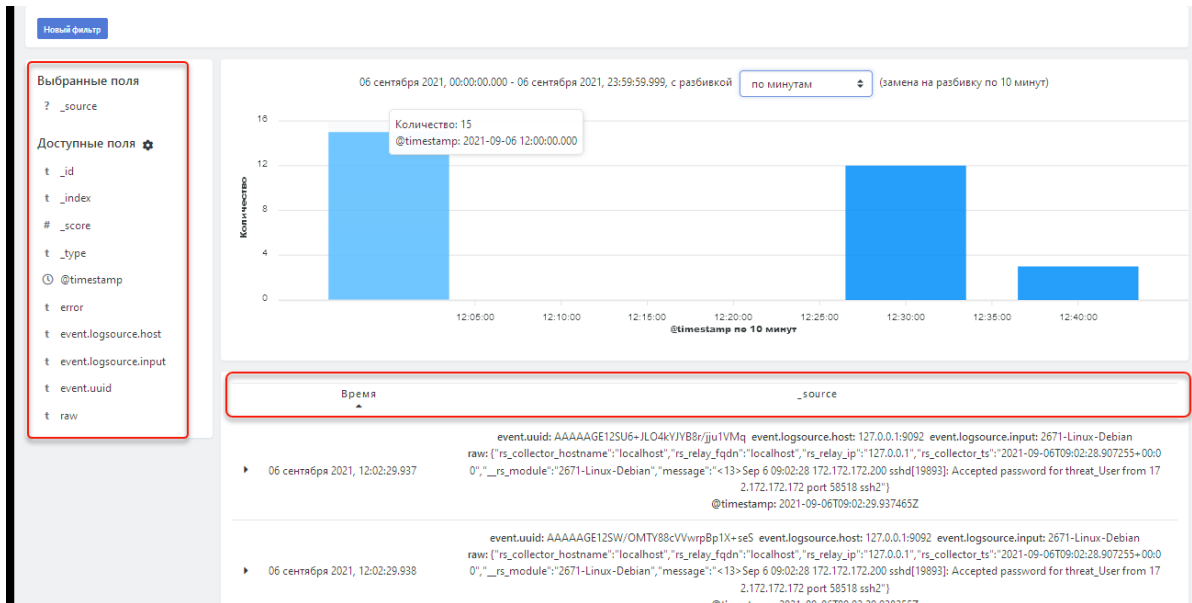 Новый фильтр
Выбранные поля
? _source
Доступные поля
t _id
t _index
# _score
t _type
@timestamp
t error
t event.logsource.host
t event.logsource.input
t event.uuid
t raw
06 сентября 2021, 00:00:00.000 - 06 сентября 2021, 23:59:59.999, с разбивкой по минутам (замена на разбивку по 10 минут)
Количество: 15
@timestamp: 2021-09-06 12:00:00.000
Количество
16
12
8
4
0
12:05:00 12:10:00 12:15:00 12:20:00 12:25:00 12:30:00 12:35:00 12:40:00
@timestamp по 10 минут
Время _source
event.uuid: AAAAAGE12SU6+JLO4kYJYB8r/jju1VMq event.logsource.host: 127.0.0.1:9092 event.logsource.input: 2671-Linux-Debian
raw: {"rs_collector_hostname":"localhost","rs_relay_fqdn":"localhost","rs_relay_ip":"127.0.0.1","rs_collector_ts":"2021-09-06T09:02:28.907255+00:0
06 сентября 2021, 12:02:29.937 0","__rs_module":"2671-Linux-Debian","message":"<13>Sep 6 09:02:28 172.172.172.200 sshd[19893]: Accepted password for threat_User from 17
2.172.172.172 port 58518 ssh2"}
@timestamp: 2021-09-06T09:02:29.937465Z
event.uuid: AAAAAGE12SW/OMTY88cVVwrpBp1X+seS event.logsource.host: 127.0.0.1:9092 event.logsource.input: 2671-Linux-Debian
raw: {"rs_collector_hostname":"localhost","rs_relay_fqdn":"localhost","rs_relay_ip":"127.0.0.1","rs_collector_ts":"2021-09-06T09:02:28.907255+00:0
06 сентября 2021, 12:02:29.938 0","__rs_module":"2671-Linux-Debian","message":"<13>Sep 6 09:02:28 172.172.172.200 sshd[19893]: Accepted password for threat_User from 17
2.172.172.172 port 58518 ssh2"}